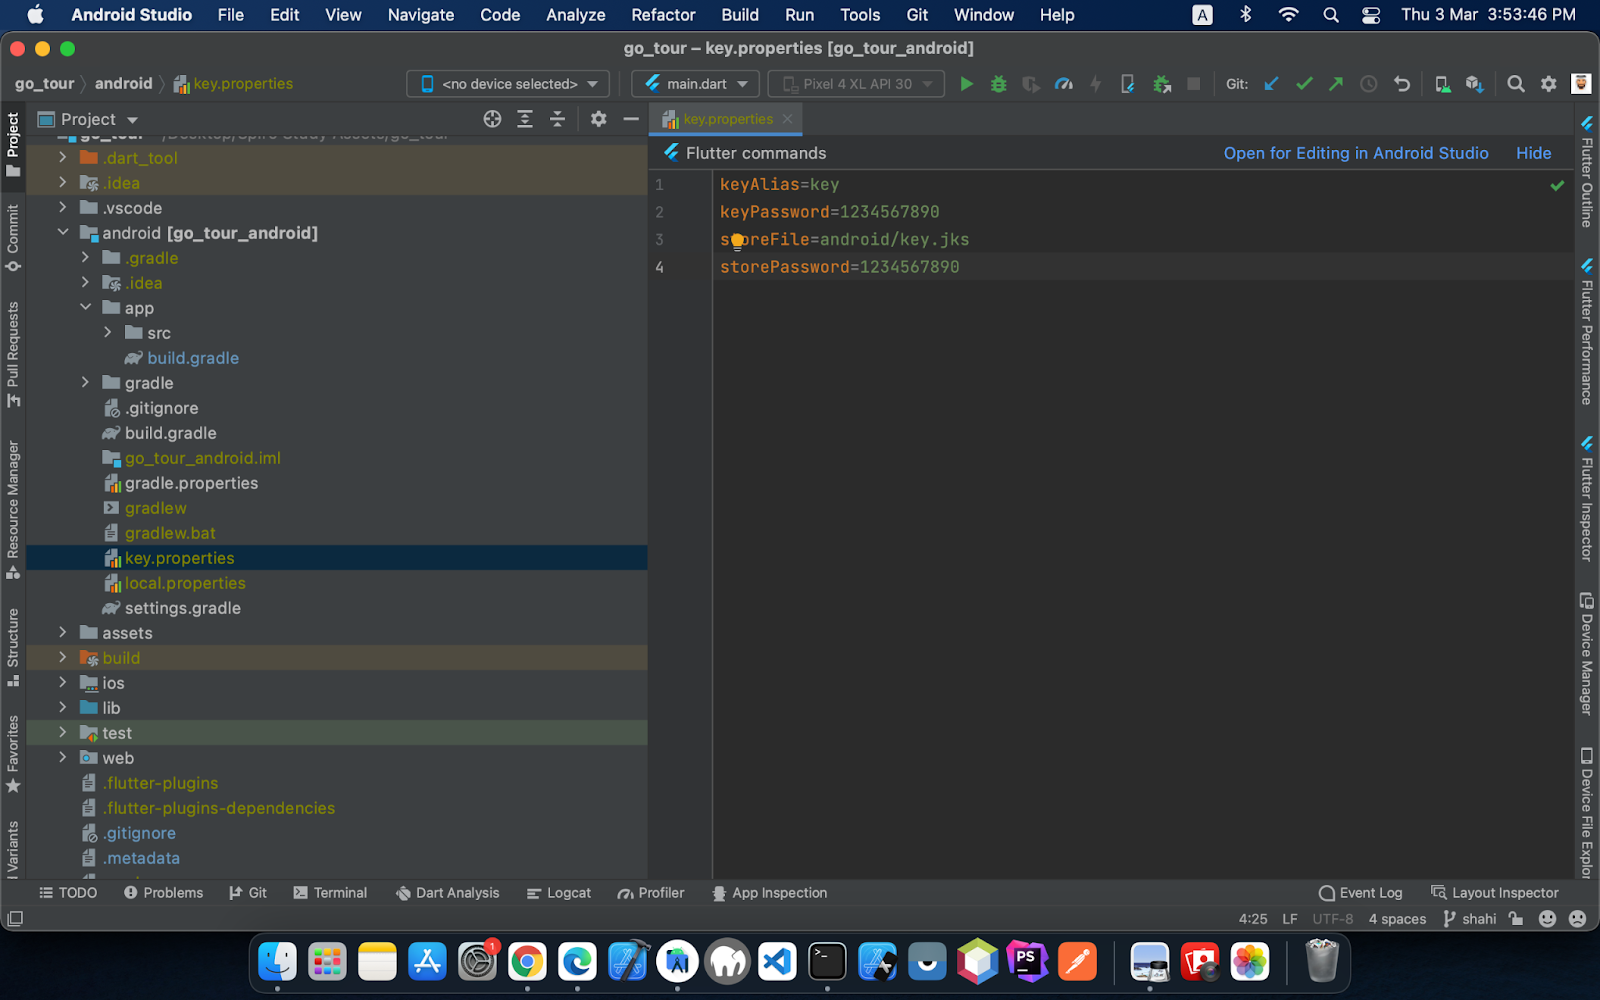 Android Studio File Edit View Navigate Code Analyze Refactor Build Run Tools Git Window Help A Thu 3 Mar 3:53:46 PM
go_tour – key.properties [go_tour_android]
go_tour android key.properties <no device selected> main.dart Pixel 4 XL API 30 Git:
Project
key.properties
go_tour ~/Desktop/Spire Study Assets/go_tour
.dart_tool
.idea
.vscode
android [go_tour_android]
.gradle
.idea
app
src
build.gradle
gradle
.gitignore
build.gradle
go_tour_android.iml
gradle.properties
gradlew
gradlew.bat
key.properties
local.properties
settings.gradle
assets
build
ios
lib
test
web
.flutter-plugins
.flutter-plugins-dependencies
.gitignore
.metadata
Flutter commands Open for Editing in Android Studio Hide
1 keyAlias=key
2 keyPassword=1234567890
3 storeFile=android/key.jks
4 storePassword=1234567890
Project
Commit
Pull Requests
Resource Manager
Structure
Favorites
Variants
Flutter Outline
Flutter Performance
Flutter Inspector
Device Manager
Device File Explor
TODO Problems Git Terminal Dart Analysis Logcat Profiler App Inspection Event Log Layout Inspector
4:25 LF UTF-8 4 spaces shahi
1
PS